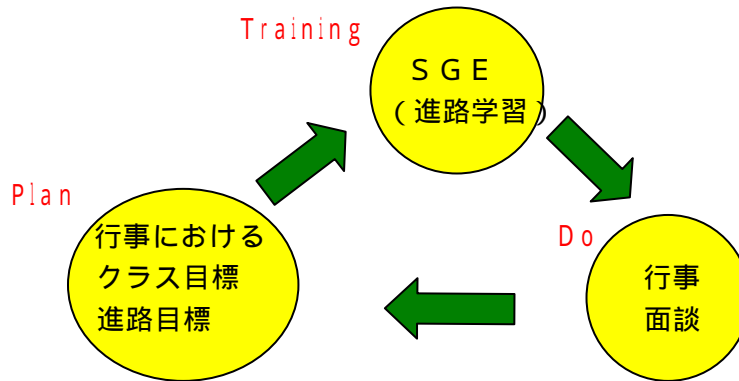 Training
ＳＧＥ
（進路学習）
Plan
行事における
クラス目標
進路目標
Do
行事
面談